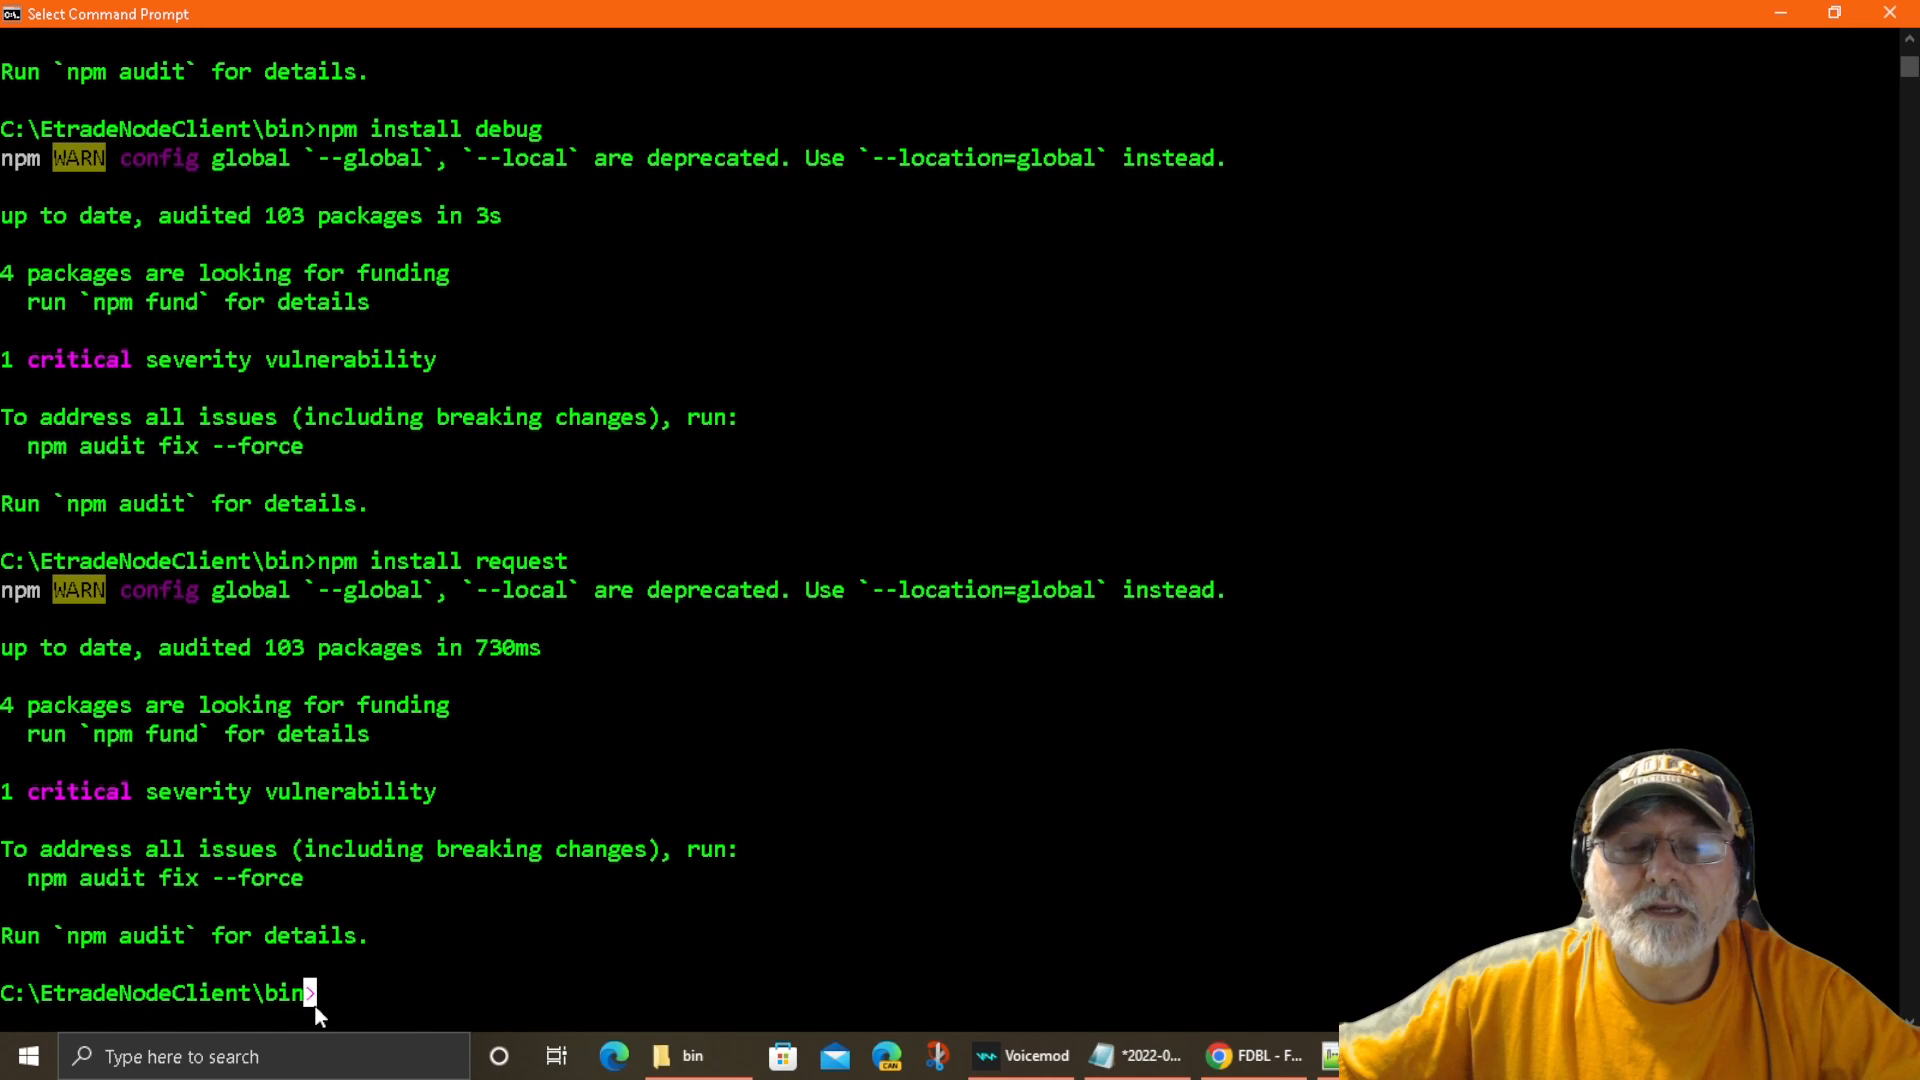 Select Command Prompt
Run `npm audit` for details.
C:\EtradeNodeClient\bin>npm install debug
npm WARN config global `--global`, `--local` are deprecated. Use `--location=global` instead.
up to date, audited 103 packages in 3s
4 packages are looking for funding
run `npm fund` for details
1 critical severity vulnerability
To address all issues (including breaking changes), run:
npm audit fix --force
Run `npm audit` for details.
C:\EtradeNodeClient\bin>npm install request
npm WARN config global `--global`, `--local` are deprecated. Use `--location=global` instead.
up to date, audited 103 packages in 730ms
4 packages are looking for funding
run `npm fund` for details
1 critical severity vulnerability
To address all issues (including breaking changes), run:
npm audit fix --force
Run `npm audit` for details.
C:\EtradeNodeClient\bin>
VOLS
Type here to search
bin
CAN
Voicemod
*2022-0...
FDBL - F...